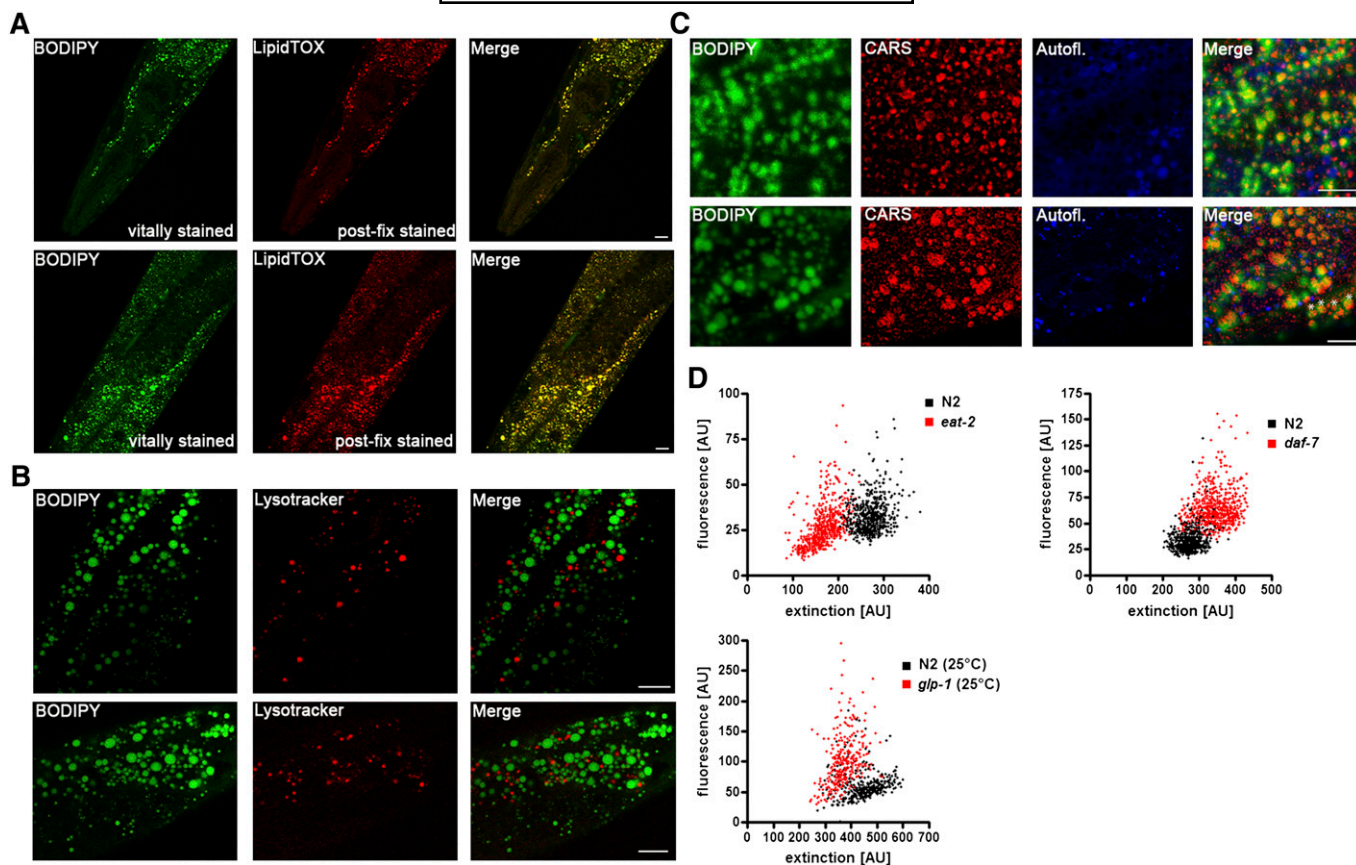 A
BODIPY LipidTOX Merge
vitally stained post-fix stained
BODIPY LipidTOX Merge
vitally stained post-fix stained
B
BODIPY Lysotracker Merge
BODIPY Lysotracker Merge
C
BODIPY CARS Autofl. Merge
BODIPY CARS Autofl. Merge
* * * *
D
100
75
50
25
0
fluorescence [AU]
0 100 200 300 400
extinction [AU]
N2
eat-2
175
150
125
100
75
50
25
0
fluorescence [AU]
0 100 200 300 400 500
extinction [AU]
N2
daf-7
300
250
200
150
100
50
0
fluorescence [AU]
0 100 200 300 400 500 600 700
extinction [AU]
N2 (25°C)
glp-1 (25°C)